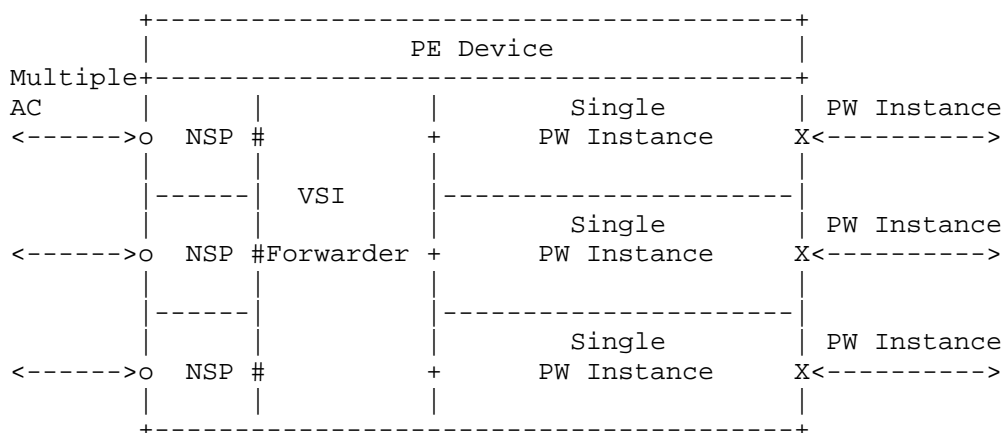 +----------------------------------------+
|                PE Device               |
Multiple+----------------------------------------+
AC      |      |          |        Single        | PW Instance
<------>o  NSP #          +      PW Instance     X<---------->
|      |          |                      |
|------|   VSI    |----------------------|
|      |          |        Single        | PW Instance
<------>o  NSP #Forwarder +      PW Instance     X<---------->
|      |          |                      |
|------|          |----------------------|
|      |          |        Single        | PW Instance
<------>o  NSP #          +      PW Instance     X<---------->
|      |          |                      |
+----------------------------------------+